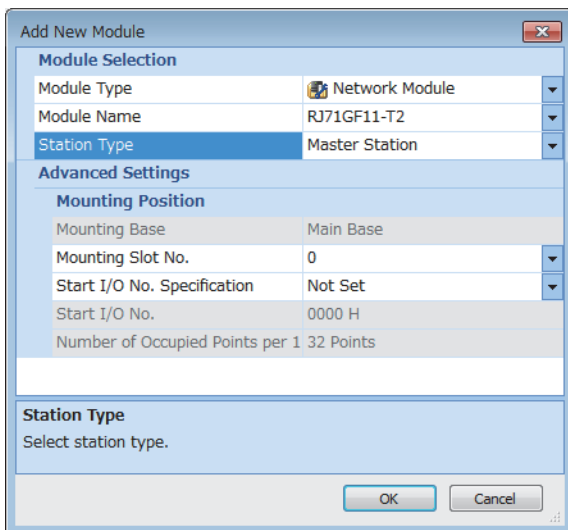 Add New Module
Module Selection
Module Type Network Module
Module Name RJ71GF11-T2
Station Type Master Station
Advanced Settings
Mounting Position
Mounting Base Main Base
Mounting Slot No. 0
Start I/O No. Specification Not Set
Start I/O No. 0000 H
Number of Occupied Points per 1 32 Points
Station Type
Select station type.
OK Cancel